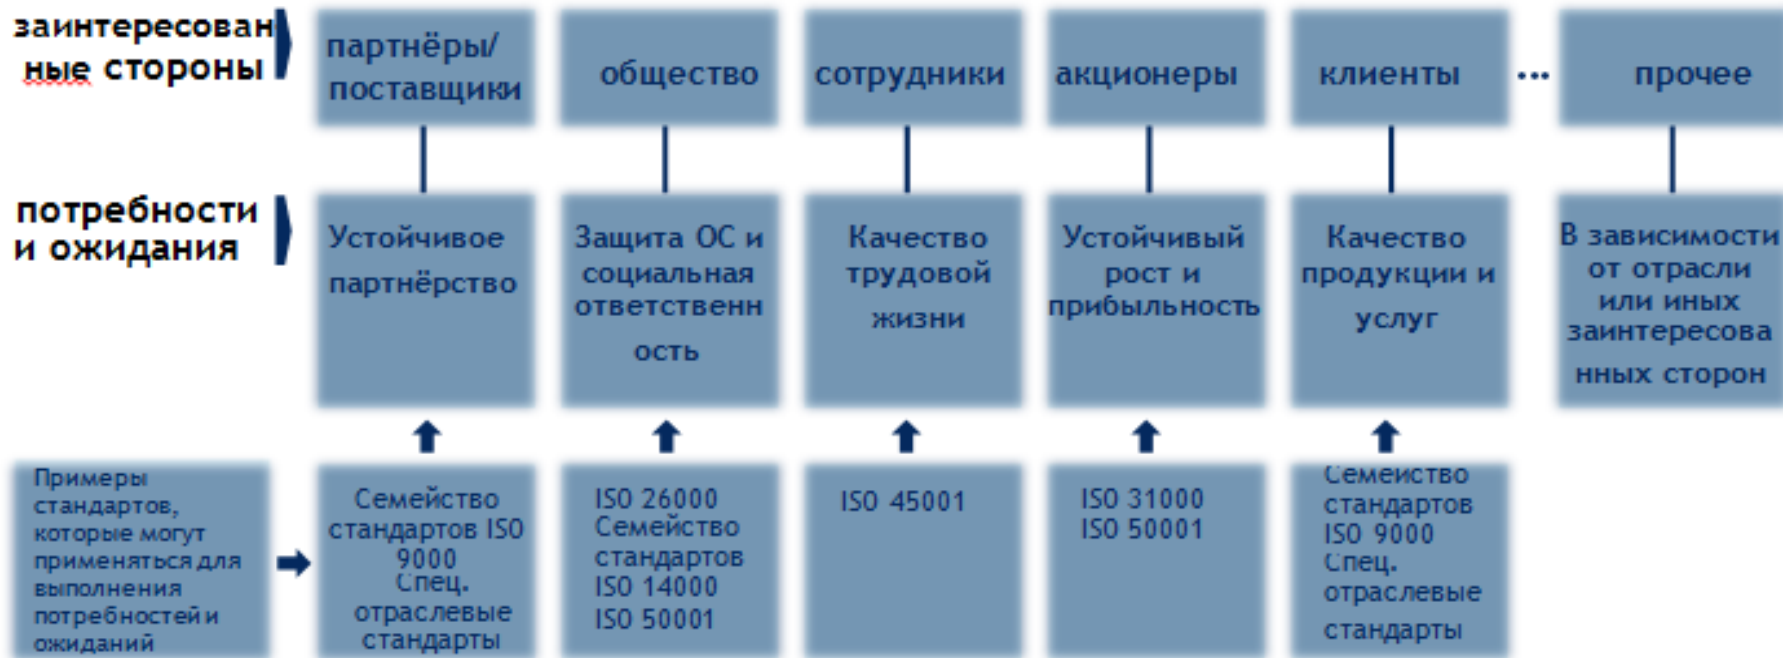 заинтересован
ные стороны
партнёры/
поставщики
общество
сотрудники
акционеры
клиенты
...
прочее
потребности
и ожидания
Устойчивое
партнёрство
Защита ОС и
социальная
ответственн
ость
Качество
трудовой
жизни
Устойчивый
рост и
прибыльность
Качество
продукции и
услуг
В зависимости
от отрасли
или иных
заинтересова
нных сторон
Примеры
стандартов,
которые могут
применяться для
выполнения
потребностей и
ожиданий
Семейство
стандартов ISO
9000
Спец.
отраслевые
стандарты
ISO 26000
Семейство
стандартов
ISO 14000
ISO 50001
ISO 45001
ISO 31000
ISO 50001
Семейство
стандартов
ISO 9000
Спец.
отраслевые
стандарты